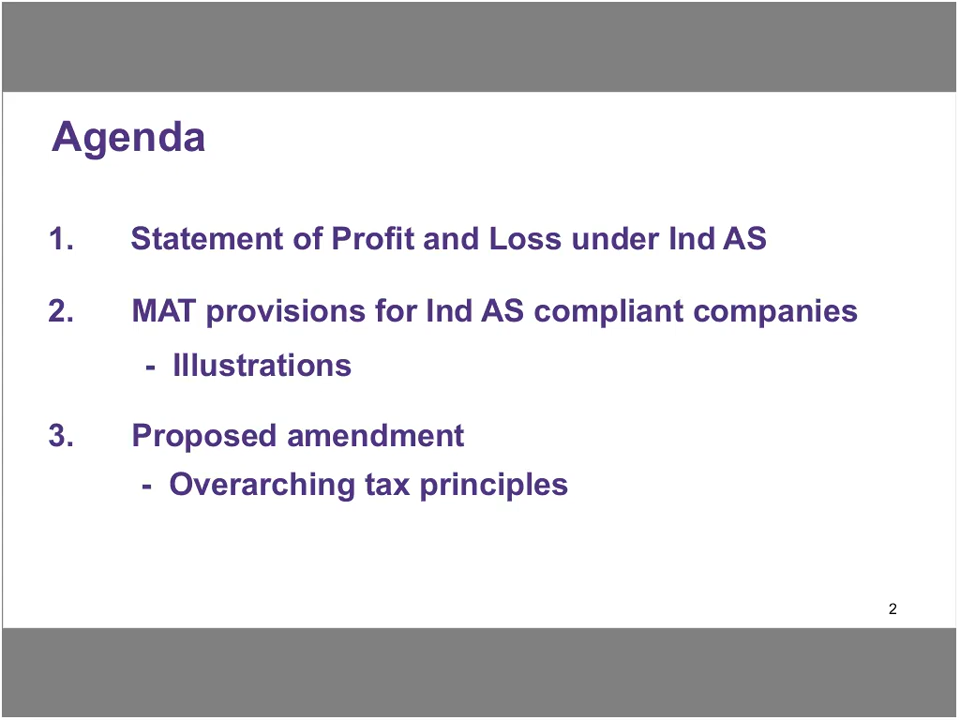 Agenda
1. Statement of Profit and Loss under Ind AS
2. MAT provisions for Ind AS compliant companies
- Illustrations
3. Proposed amendment
- Overarching tax principles
2